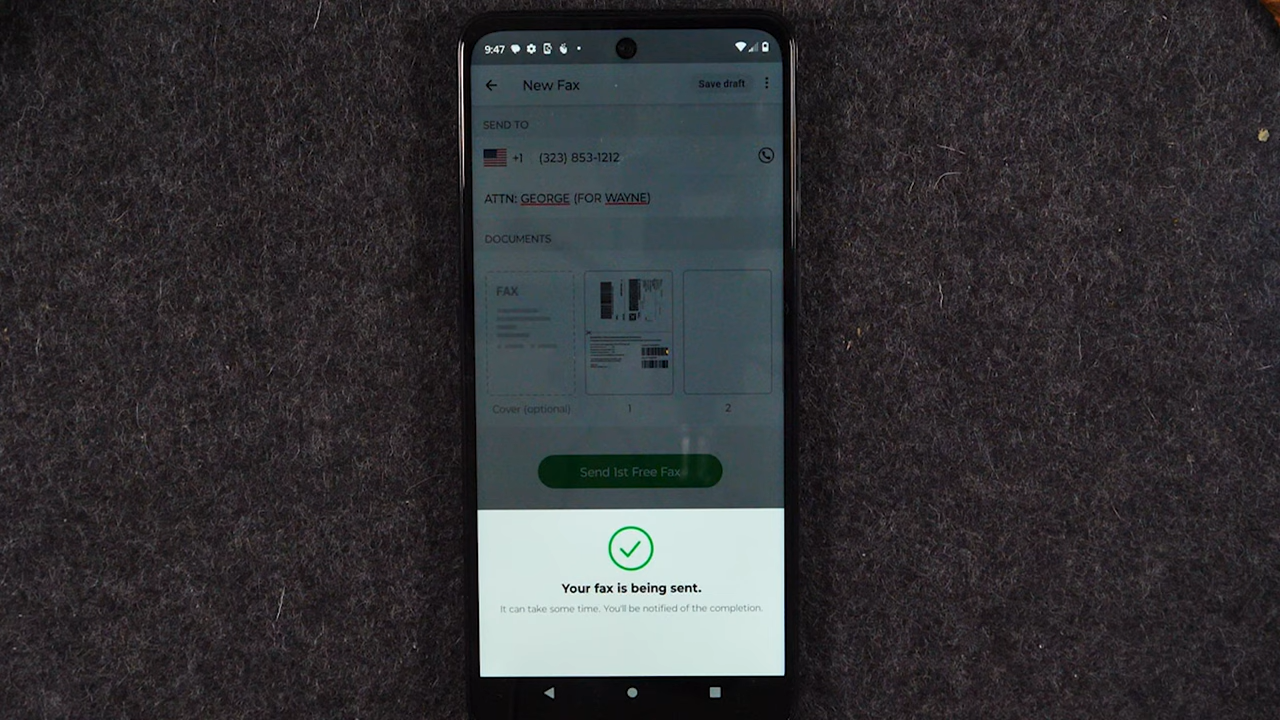 9:47
New Fax
Save draft
SEND TO
+1 (323) 853-1212
ATTN: GEORGE (FOR WAYNE)
DOCUMENTS
FAX
Cover (optional)
1
2
Send 1st Free Fax
Your fax is being sent.
It can take some time. You'll be notified of the completion.